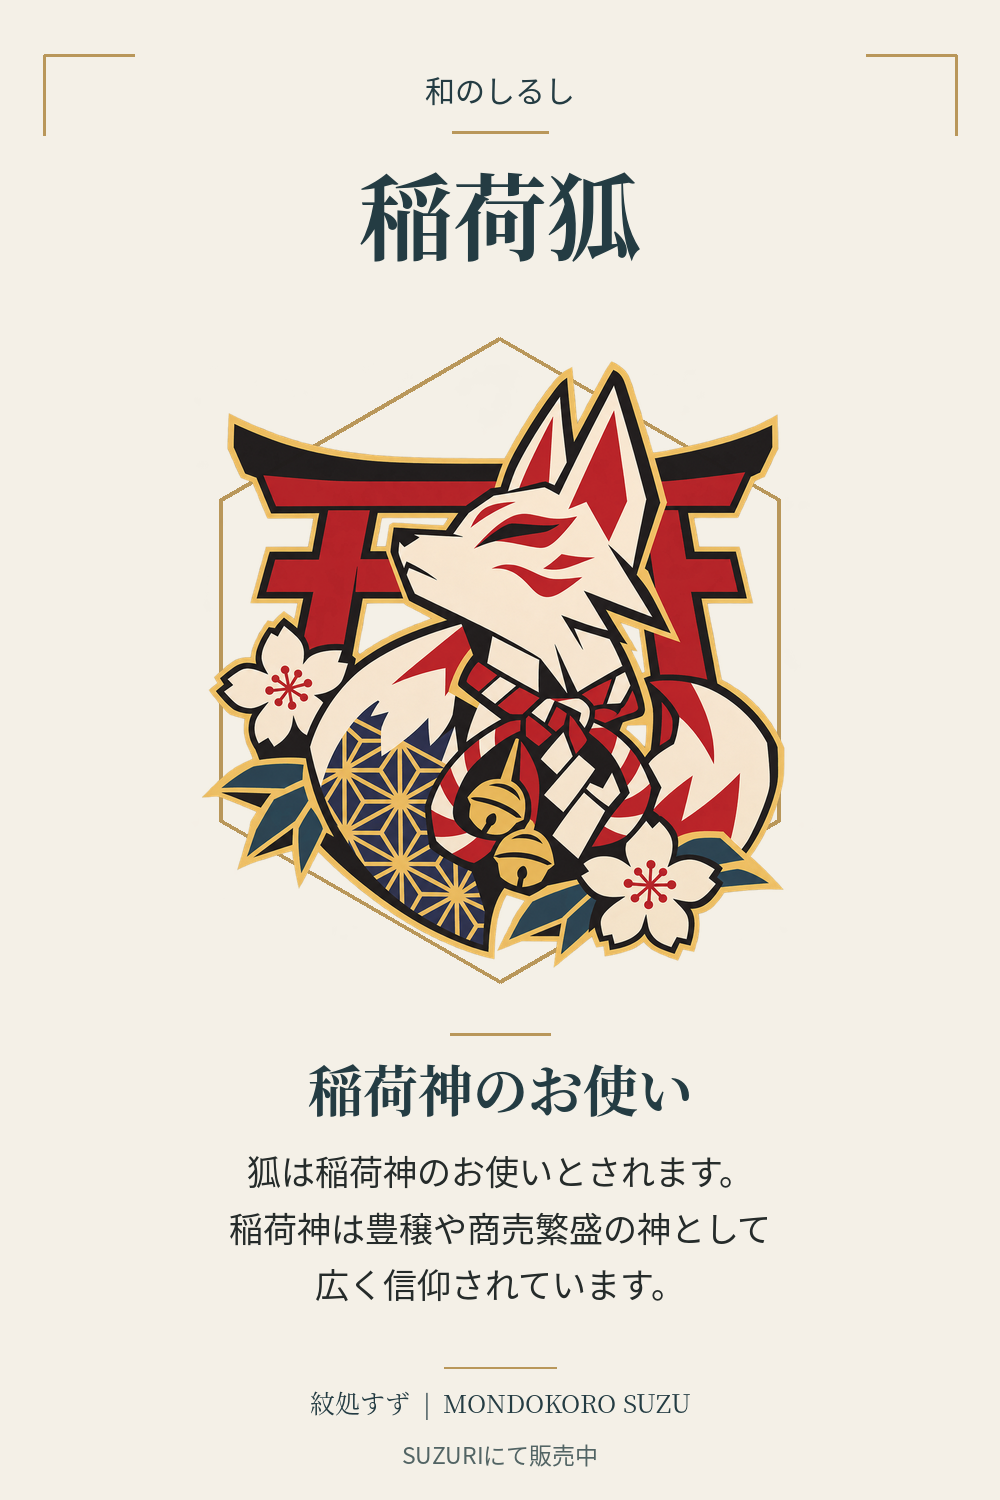 和のしるし
稲荷狐
稲荷神のお使い
狐は稲荷神のお使いとされます。
稲荷神は豊穣や商売繁盛の神として
広く信仰されています。
紋処すず｜MONDOKORO SUZU
SUZURIにて販売中